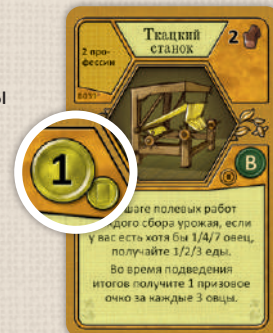 ы
Ткацкий
станок
2
2 про-
фессии
1
B
шаге полевых работ
ждого сбора урожая, если
у вас есть хотя бы 1/4/7 овец,
получайте 1/2/3 еды.
Во время подведения
итогов получите 1 призовое
очко за каждые 3 овцы.